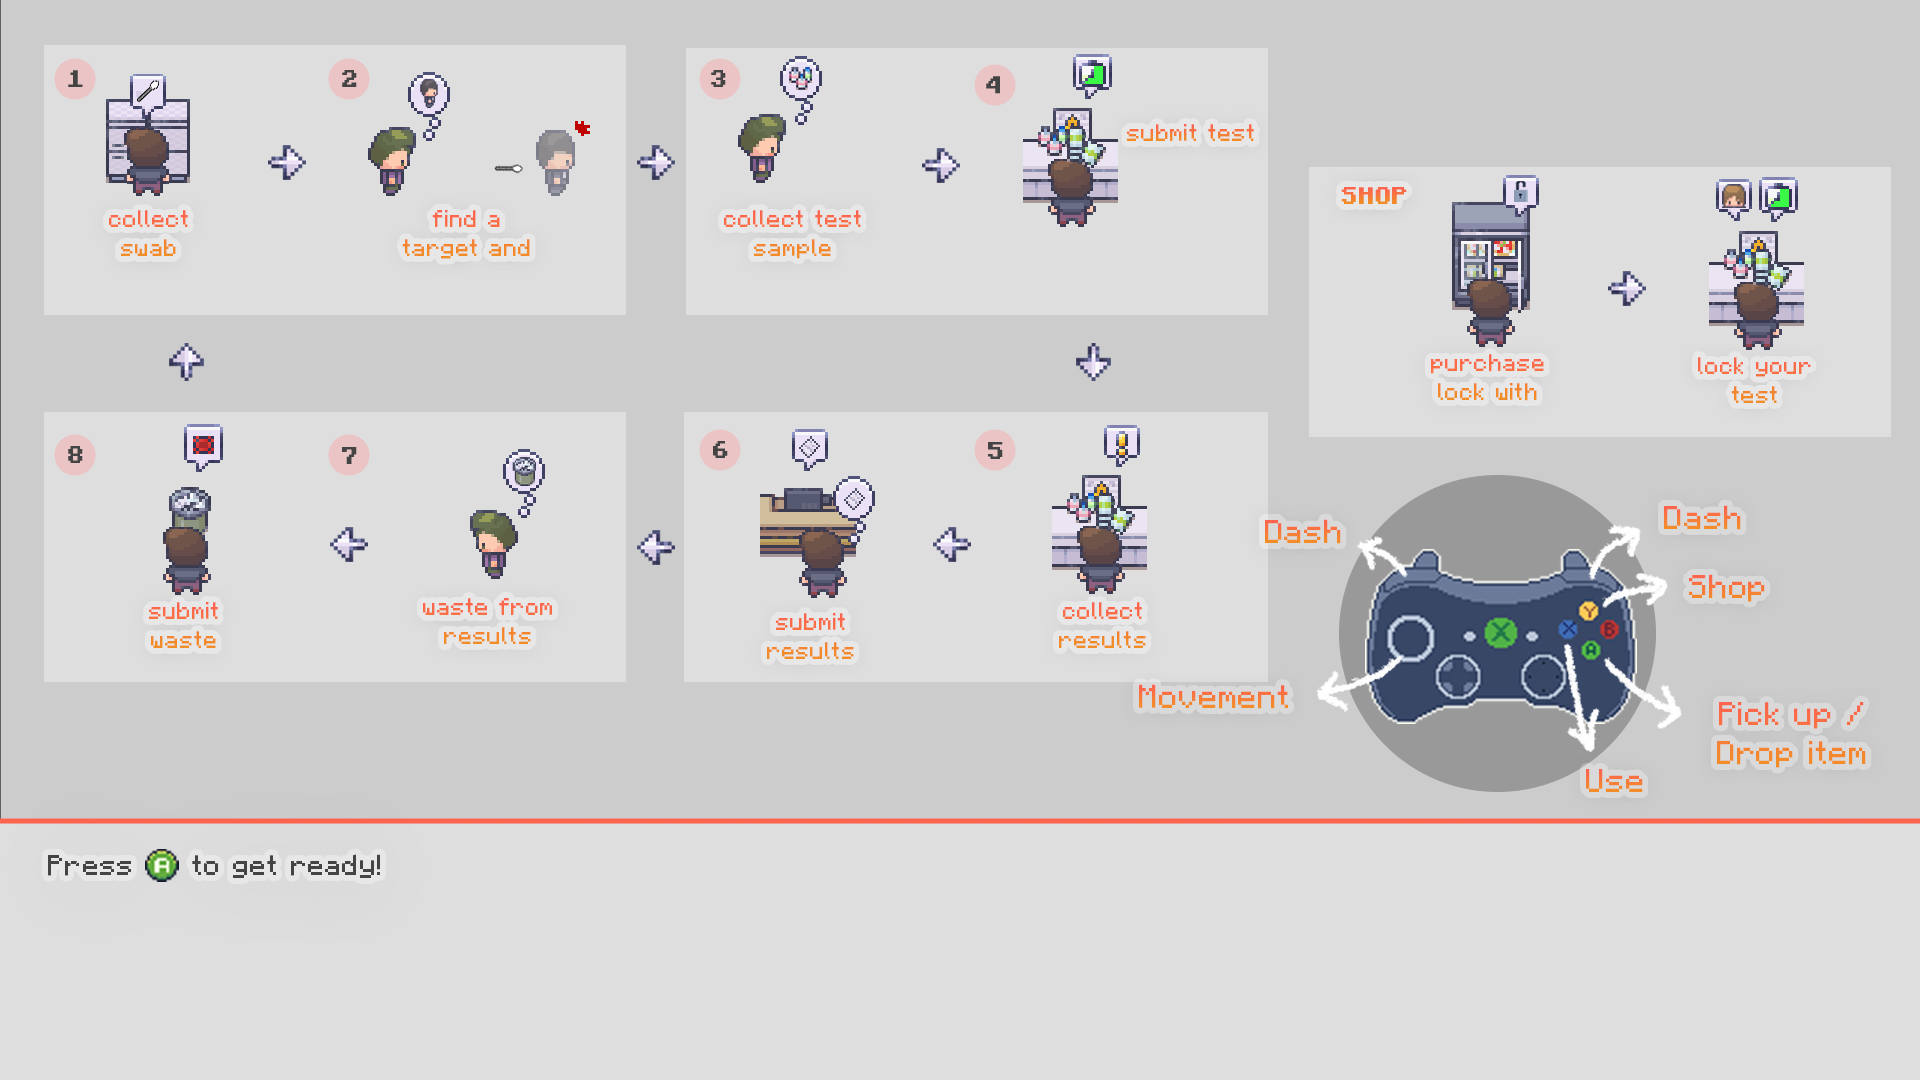 1
collect
swab
2
find a
target and
3
collect test
sample
4
submit test
SHOP
purchase
lock with
lock your
test
8
submit
waste
7
waste from
results
6
submit
results
5
collect
results
Dash
Dash
Shop
Y
X
X
B
A
Movement
Pick up /
Drop item
Use
Press A to get ready!